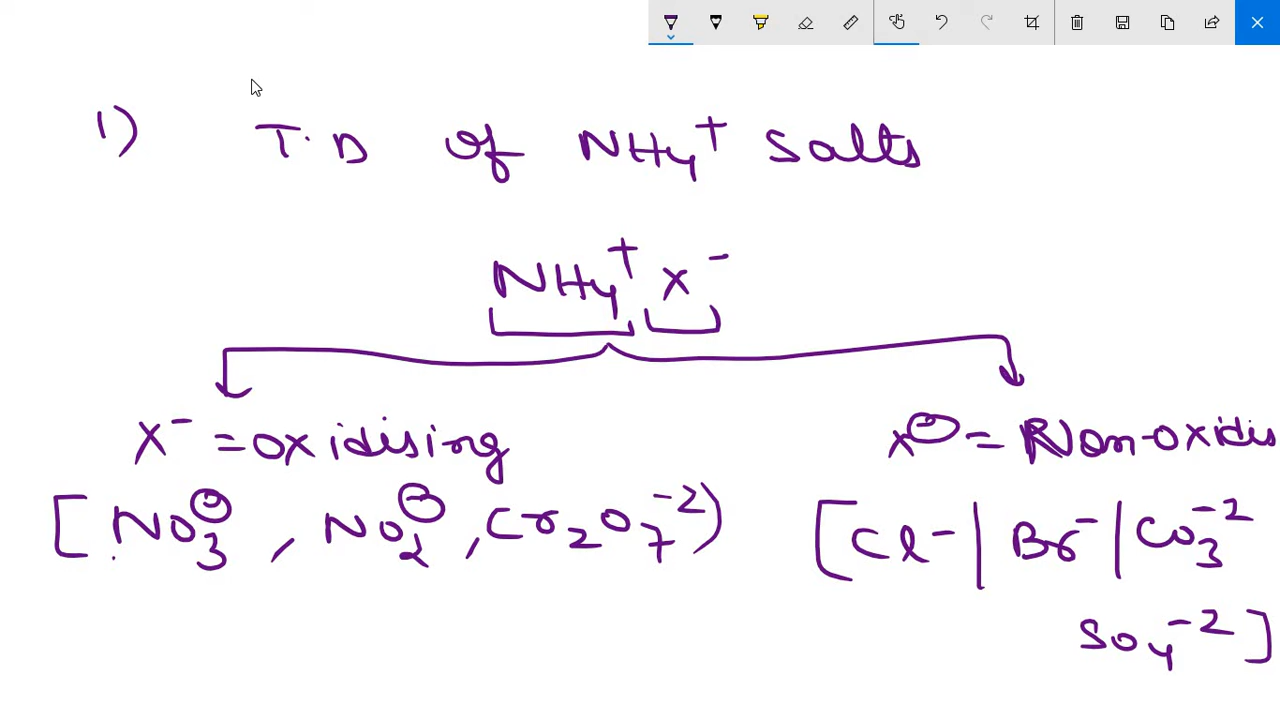 1) T.D of NH4+ Salts
NH4+ X-
X- = oxidising
X⊖ = Non-oxidis
[NO3⊖, NO2⊖, Cr2O7-2)
[Cl- | Br- | CO3-2
SO4-2]